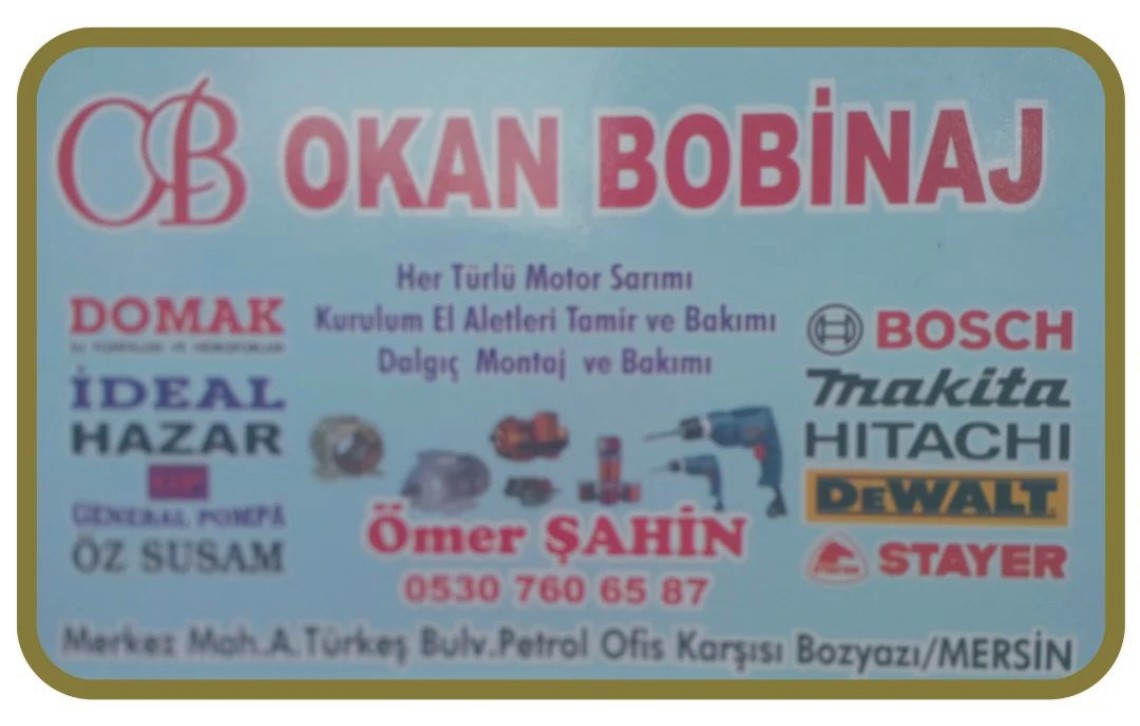 OB OKAN BOBİNAJ
Her Türlü Motor Sarımı
Kurulum El Aletleri Tamir ve Bakımı
Dalgıç Montaj ve Bakımı
DOMAK
İDEAL
HAZAR
GENERAL POMPA
ÖZ SUSAM
BOSCH
makita
HITACHI
DEWALT
STAYER
Ömer ŞAHİN
0530 760 65 87
Merkez Mah.A.Türkeş Bulv.Petrol Ofis Karşısı Bozyazı/MERSİN